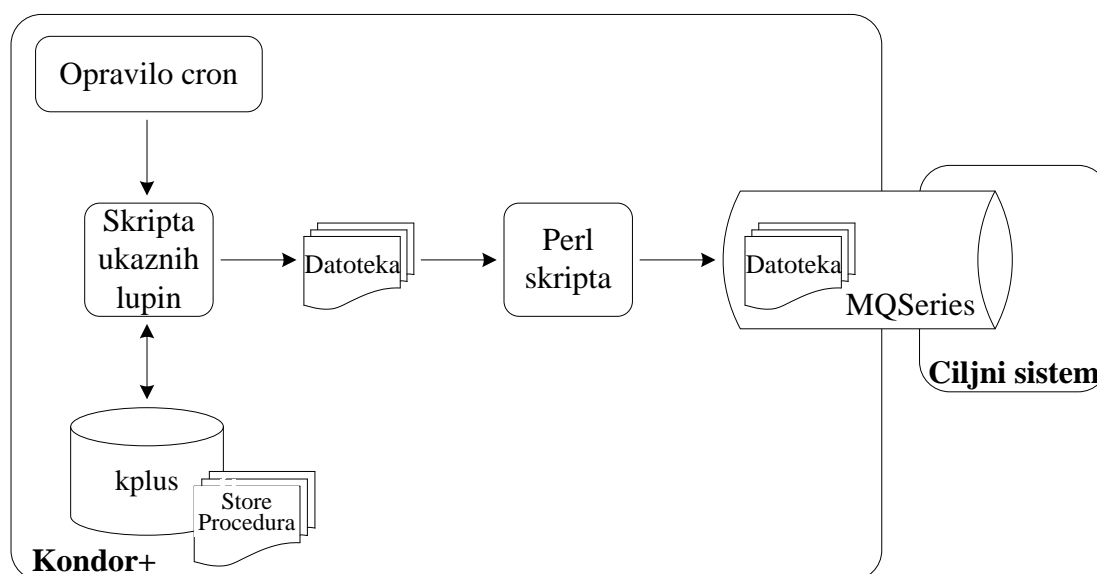 Opravilo cron
Skripta
ukaznih
lupin
Datoteka
Perl
skripta
Datoteka
MQSeries
Ciljni sistem
kplus
Store
Procedura
Kondor+